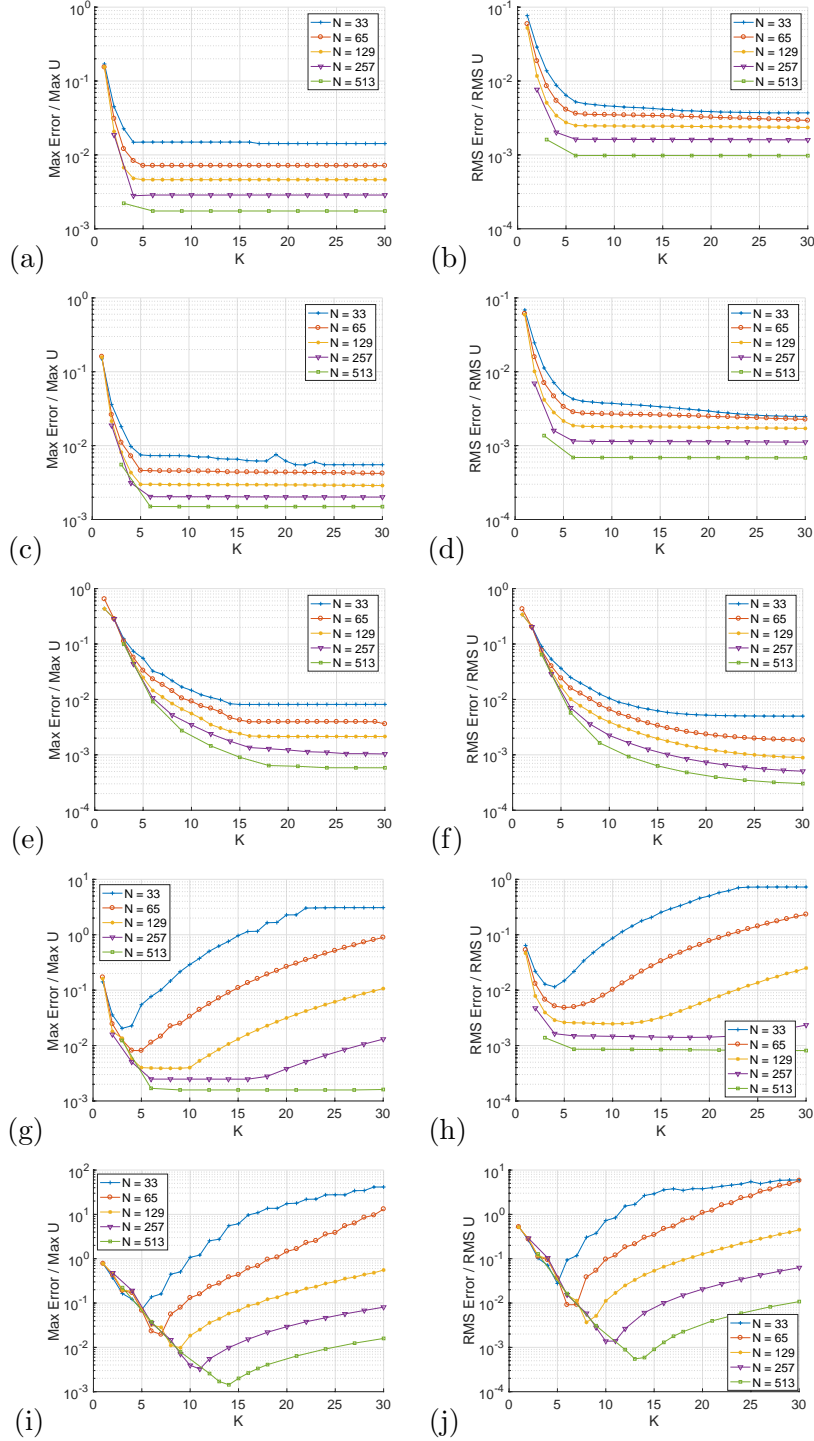 N = 33
N = 65
N = 129
N = 257
N = 513
10^0
10^-1
10^-2
10^-3
0 5 10 15 20 25 30
K
Max Error / Max U
(a)
N = 33
N = 65
N = 129
N = 257
N = 513
10^-1
10^-2
10^-3
10^-4
0 5 10 15 20 25 30
K
RMS Error / RMS U
(b)
N = 33
N = 65
N = 129
N = 257
N = 513
10^0
10^-1
10^-2
10^-3
0 5 10 15 20 25 30
K
Max Error / Max U
(c)
N = 33
N = 65
N = 129
N = 257
N = 513
10^-1
10^-2
10^-3
10^-4
0 5 10 15 20 25 30
K
RMS Error / RMS U
(d)
N = 33
N = 65
N = 129
N = 257
N = 513
10^0
10^-1
10^-2
10^-3
10^-4
0 5 10 15 20 25 30
K
Max Error / Max U
(e)
N = 33
N = 65
N = 129
N = 257
N = 513
10^0
10^-1
10^-2
10^-3
10^-4
0 5 10 15 20 25 30
K
RMS Error / RMS U
(f)
N = 33
N = 65
N = 129
N = 257
N = 513
10^1
10^0
10^-1
10^-2
10^-3
0 5 10 15 20 25 30
K
Max Error / Max U
(g)
N = 33
N = 65
N = 129
N = 257
N = 513
10^0
10^-1
10^-2
10^-3
10^-4
0 5 10 15 20 25 30
K
RMS Error / RMS U
(h)
N = 33
N = 65
N = 129
N = 257
N = 513
10^2
10^1
10^0
10^-1
10^-2
10^-3
0 5 10 15 20 25 30
K
Max Error / Max U
(i)
N = 33
N = 65
N = 129
N = 257
N = 513
10^1
10^0
10^-1
10^-2
10^-3
10^-4
0 5 10 15 20 25 30
K
RMS Error / RMS U
(j)